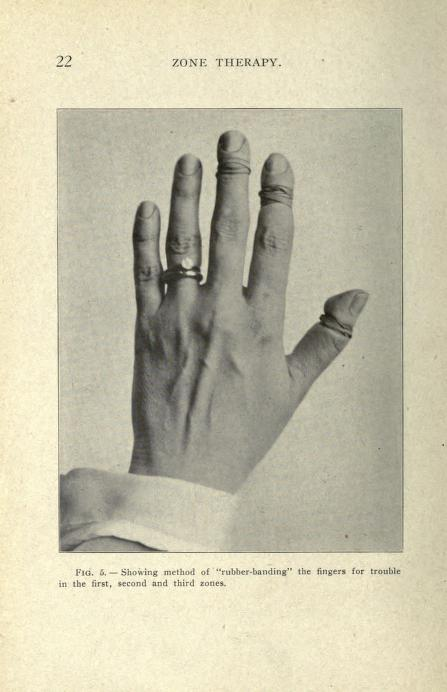 22
ZONE THERAPY.
FIG. 5. — Showing method of "rubber-banding" the fingers for trouble
in the first, second and third zones.